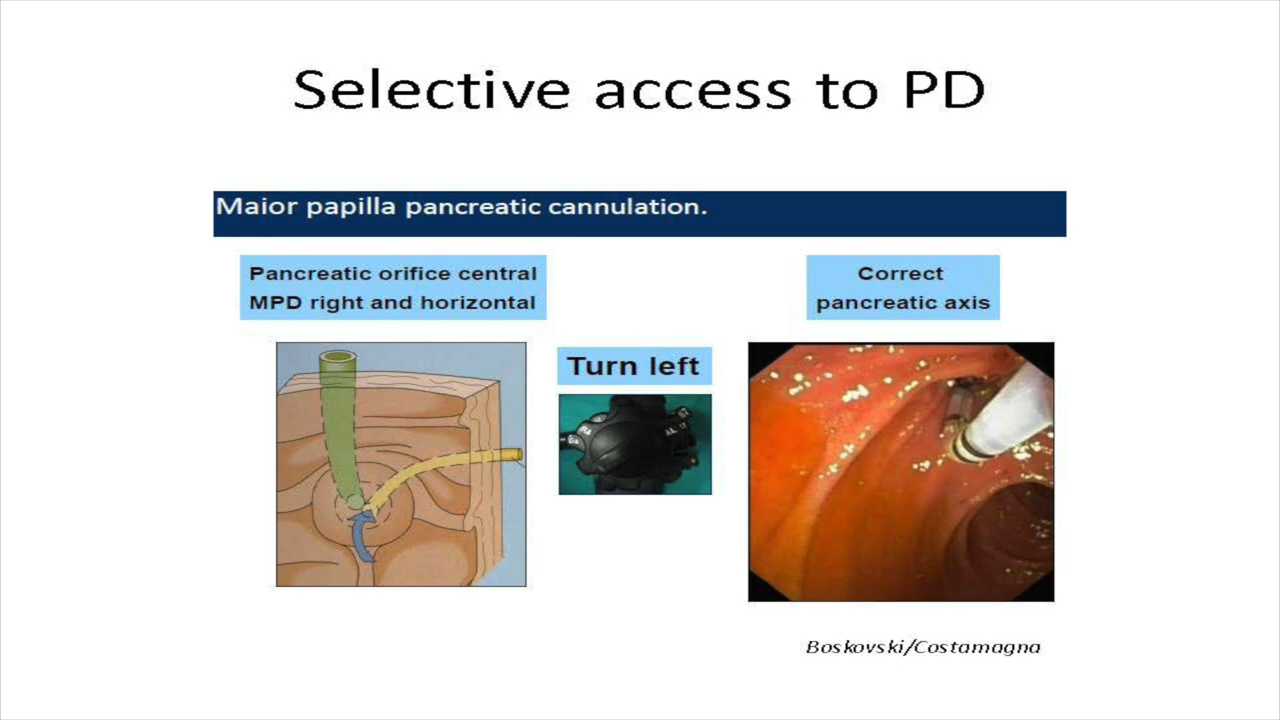 Selective access to PD
Maior papilla pancreatic cannulation.
Pancreatic orifice central
MPD right and horizontal
Correct
pancreatic axis
Turn left
Boskovski/Costamagna